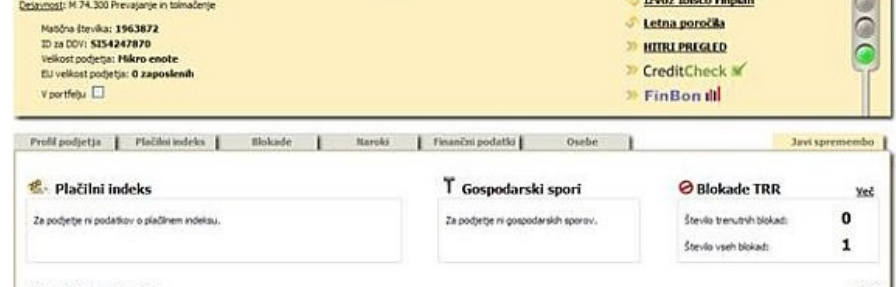 Dejavnost: M 74.300 Prevajanje in tolmačenje
Matična številka: 1963872
ID za DDV: SI54247870
Velikost podjetja: Mikro enote
EU velikost podjetja: 0 zaposlenih
V portfelju
Izvoz TOISCO FinPlan
Letna poročila
HITRI PREGLED
CreditCheck
FinBon
Profil podjetja Plačilni indeks Blokade Naroki Finančni podatki Osebe Javi spremembo
Plačilni indeks
Za podjetje ni podatkov o plačilnem indeksu.
Gospodarski spori
Za podjetje ni gospodarskih sporov.
Blokade TRR Več
Število trenutnih blokad: 0
Število vseh blokad: 1